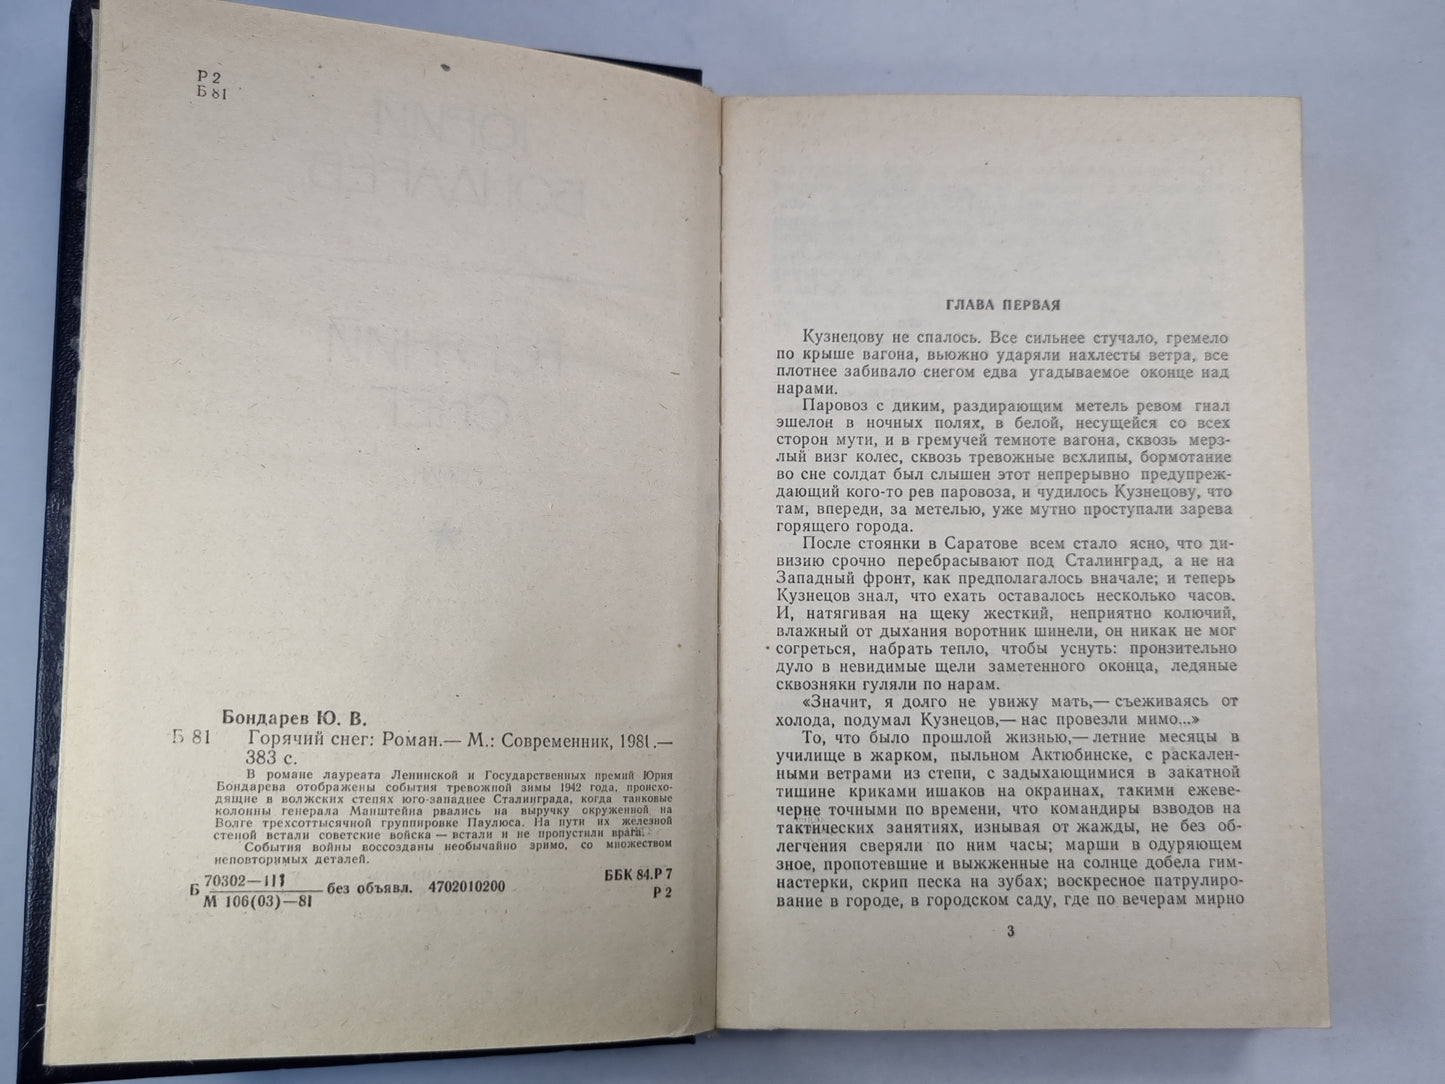 Р 2
Б 81
Бондарев Ю. В.
Б 81 Горячий снег: Роман.— М.: Современник, 1981.—
383 с.
В романе лауреата Ленинской и Государственных премий Юрия
Бондарева отображены события тревожной зимы 1942 года, происхо-
дящие в волжских степях юго-западнее Сталинграда, когда танковые
колонны генерала Манштейна рвались на выручку окруженной на
Волге трехсоттысячной группировке Паулюса. На пути их железной
стеной встали советские войска — встали и не пропустили врага.
События войны воссозданы необычайно зримо, со множеством
неповторимых деталей.
Б 70302—111 без объявл. 4702010200 ББК 84.Р 7
М 106(03)—81 Р 2
ГЛАВА ПЕРВАЯ
Кузнецову не спалось. Все сильнее стучало, гремело
по крыше вагона, вьюжно ударяли нахлесты ветра, все
плотнее забивало снегом едва угадываемое оконце над
нарами.
Паровоз с диким, раздирающим метель ревом гнал
эшелон в ночных полях, в белой, несущейся со всех
сторон мути, и в гремучей темноте вагона, сквозь мерз-
лый визг колес, сквозь тревожные всхлипы, бормотание
во сне солдат был слышен этот непрерывно предупреж-
дающий кого-то рев паровоза, и чудилось Кузнецову, что
там, впереди, за метелью, уже мутно проступали зарева
горящего города.
После стоянки в Саратове всем стало ясно, что ди-
визию срочно перебрасывают под Сталинград, а не на
Западный фронт, как предполагалось вначале; и теперь
Кузнецов знал, что ехать оставалось несколько часов.
И, натягивая на щеку жесткий, неприятно колючий,
влажный от дыхания воротник шинели, он никак не мог
согреться, набрать тепло, чтобы уснуть: пронзительно
дуло в невидимые щели заметенного оконца, ледяные
сквозняки гуляли по нарам.
«Значит, я долго не увижу мать,— съеживаясь от
холода, подумал Кузнецов,— нас провезли мимо...»
То, что было прошлой жизнью,— летние месяцы в
училище в жарком, пыльном Актюбинске, с раскален-
ными ветрами из степи, с задыхающимися в закатной
тишине криками ишаков на окраинах, такими ежеве-
черне точными по времени, что командиры взводов на
тактических занятиях, изнывая от жажды, не без об-
легчения сверяли по ним часы; марши в одуряющем
зное, пропотевшие и выжженные на солнце добела гим-
настерки, скрип песка на зубах; воскресное патрулиро-
вание в городе, в городском саду, где по вечерам мирно
3